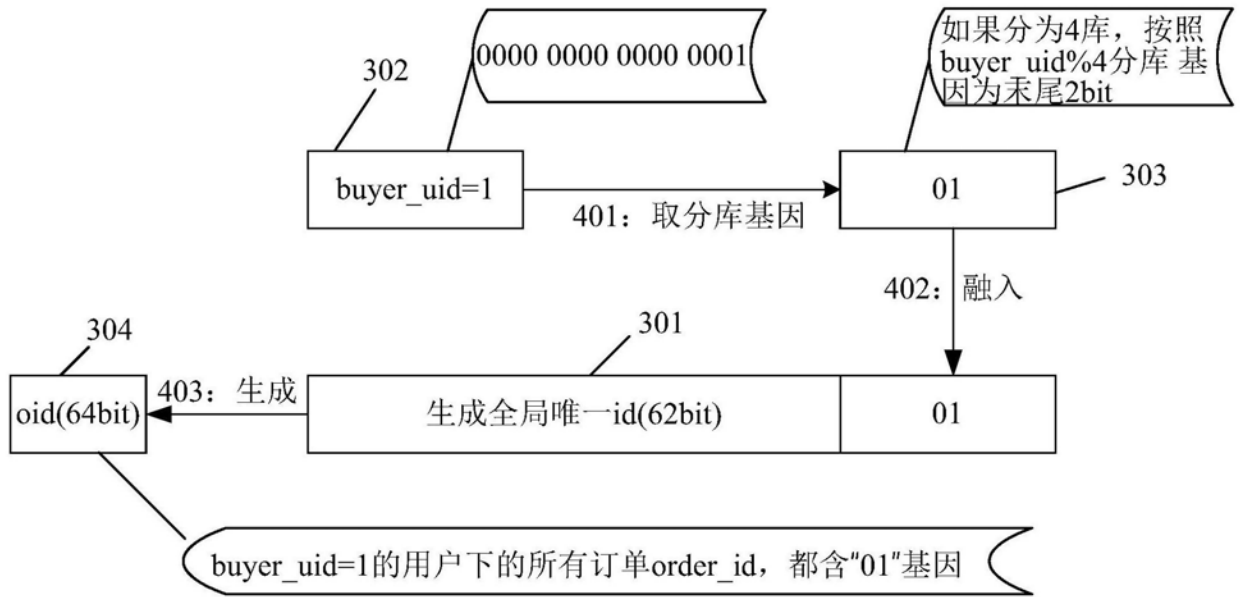 0000 0000 0000 0001
如果分为4库，按照
buyer_uid%4分库 基
因为末尾2bit
302
buyer_uid=1
01
303
401：取分库基因
402：融入
301
304
oid(64bit)
403：生成
生成全局唯一id(62bit)
01
buyer_uid=1的用户下的所有订单order_id，都含"01"基因